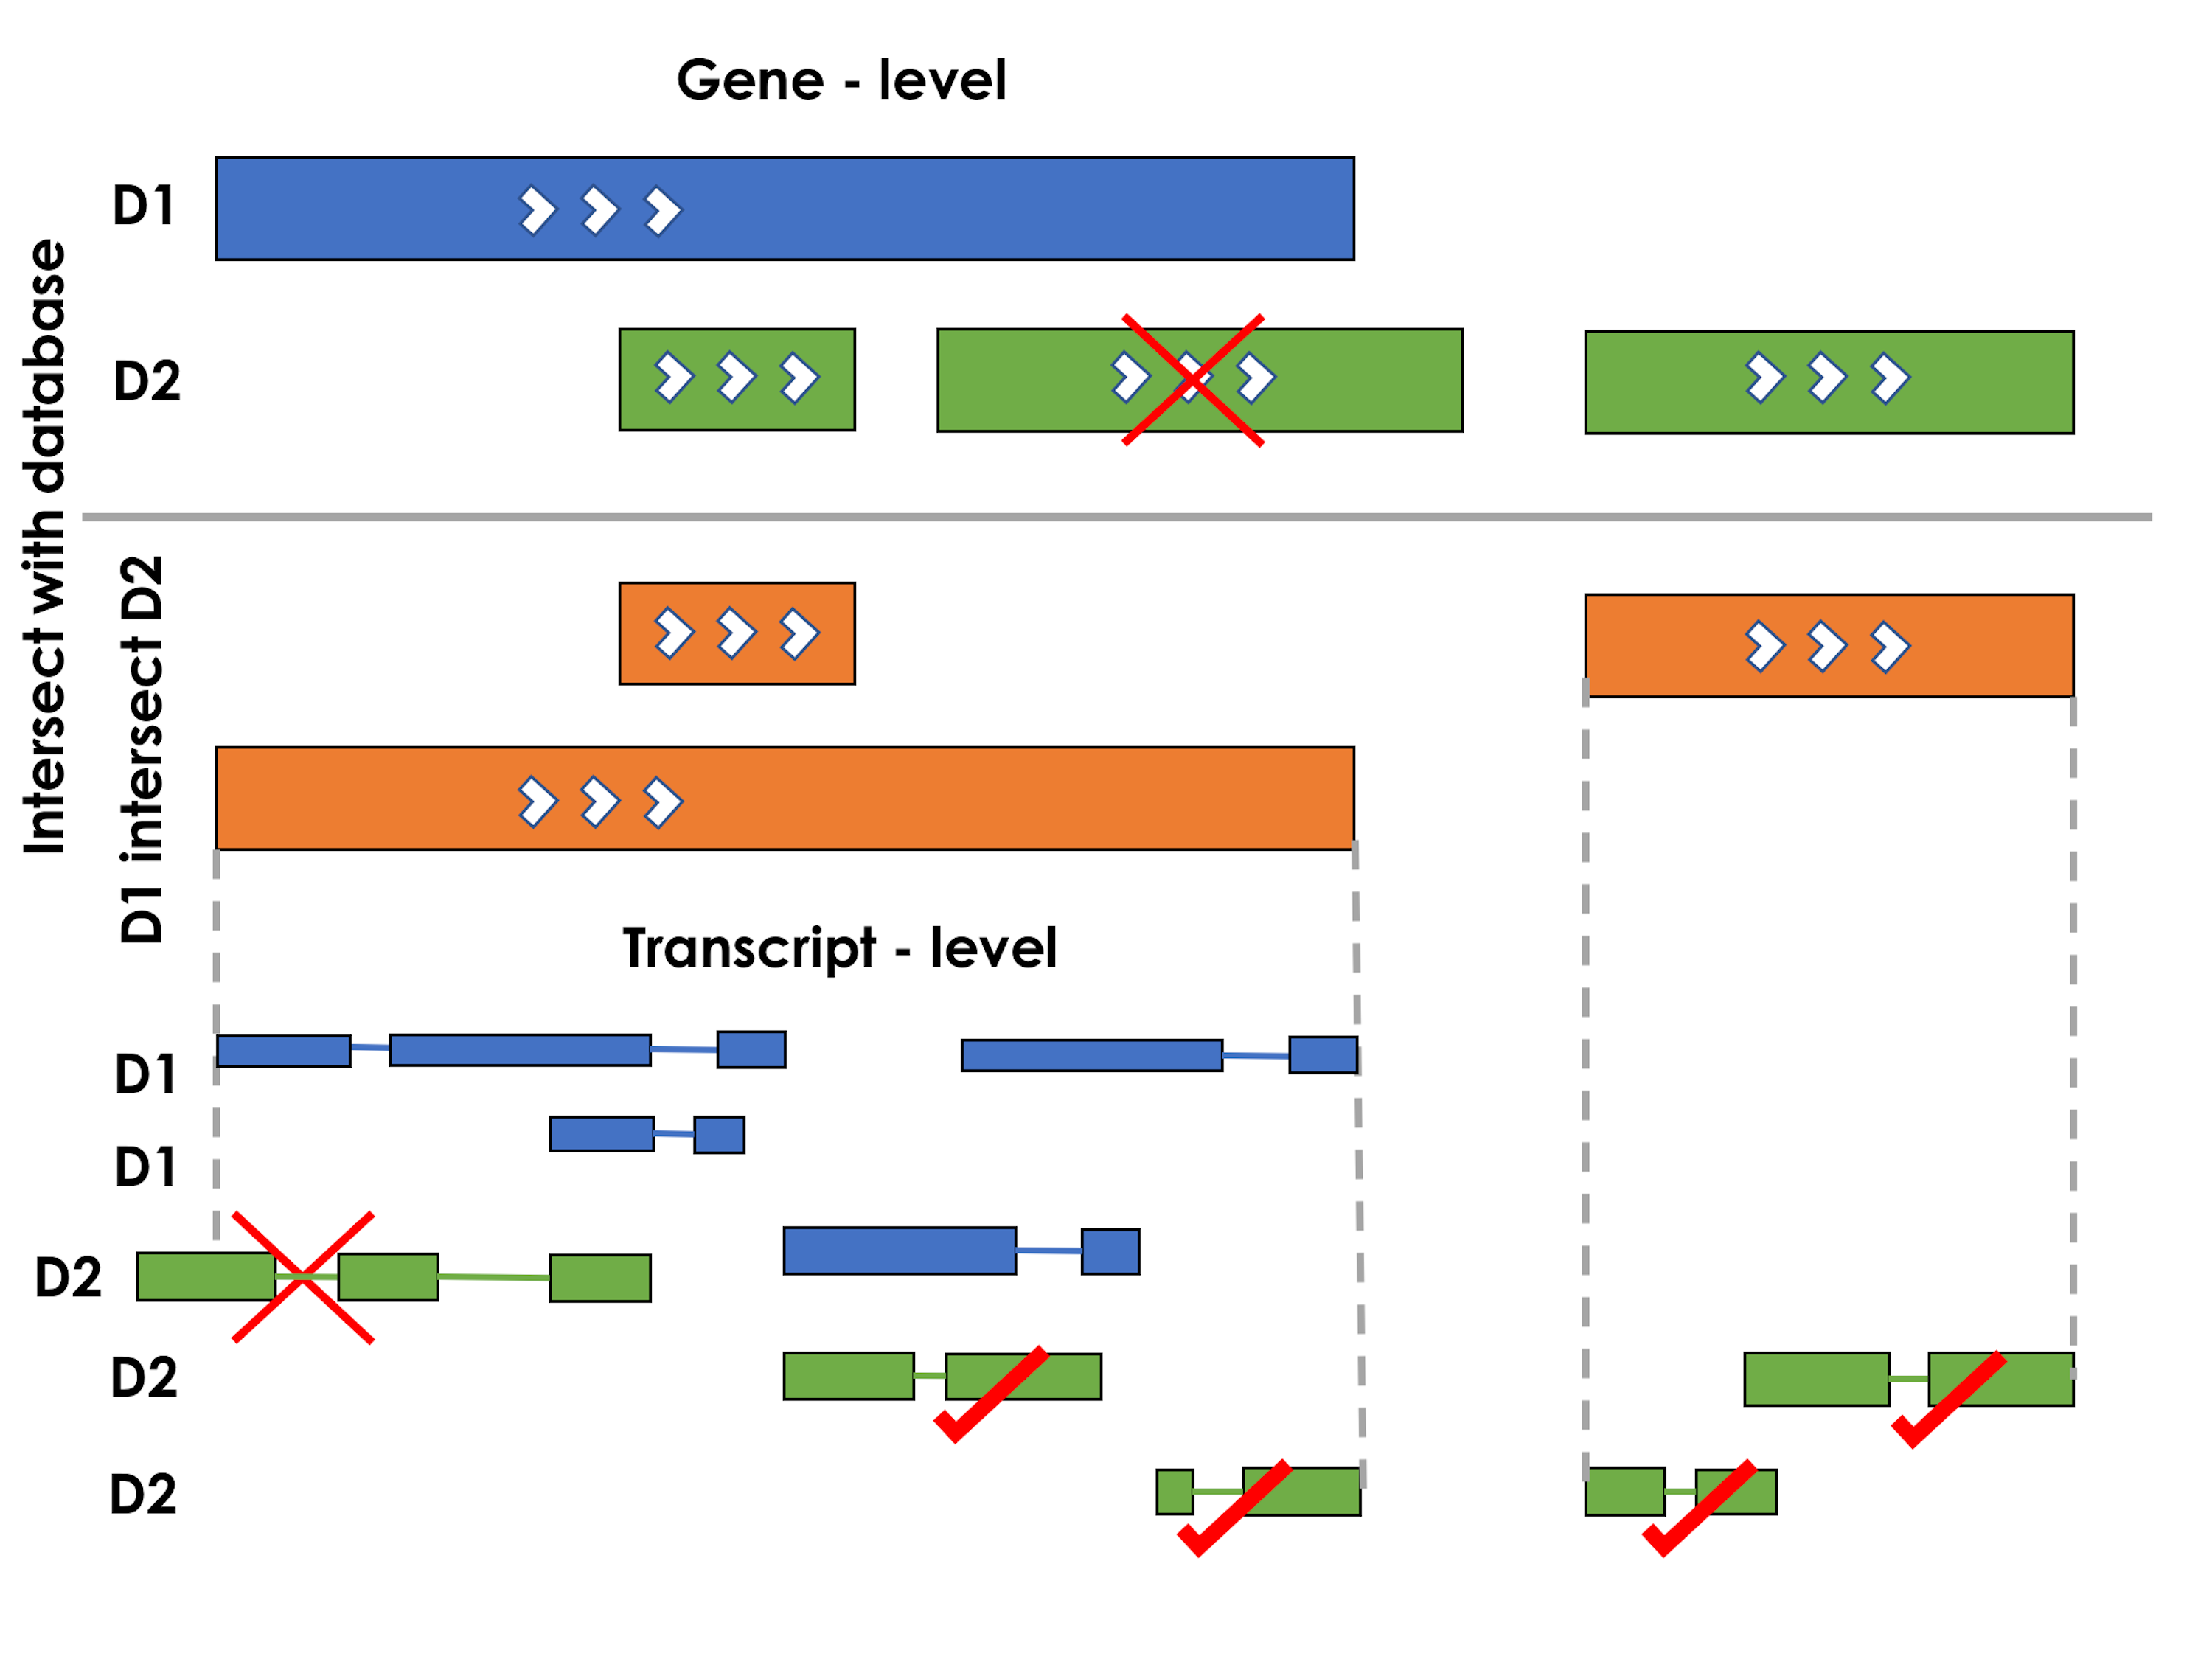 Gene - level
D1
D2
Intersect with database
D1 intersect D2
Transcript - level
D1
D1
D2
D2
D2